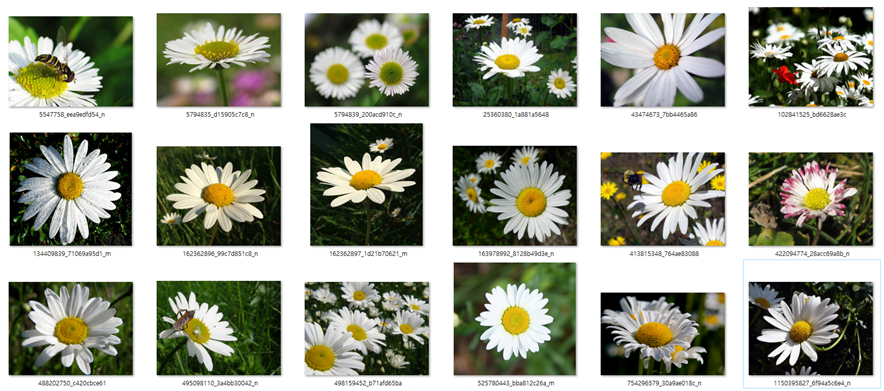 5547758_eea9edfd54_n
5794835_d15905c7c8_n
5794839_200acd910c_n
25360380_1a881a5648
43474673_7bb4465a86
102841525_bd6628ae3c
134409839_71069a95d1_m
162362896_99c7d851c8_n
162362897_1d21b70621_m
163978992_8128b49d3e_n
413815348_764ae83088
422094774_28acc69a8b_n
488202750_c420cbce61
495098110_3a4bb30042_n
498159452_b71afd65ba
525780443_bba812c26a_m
754296579_30a9ae018c_n
1150395827_6f94a5c6e4_n